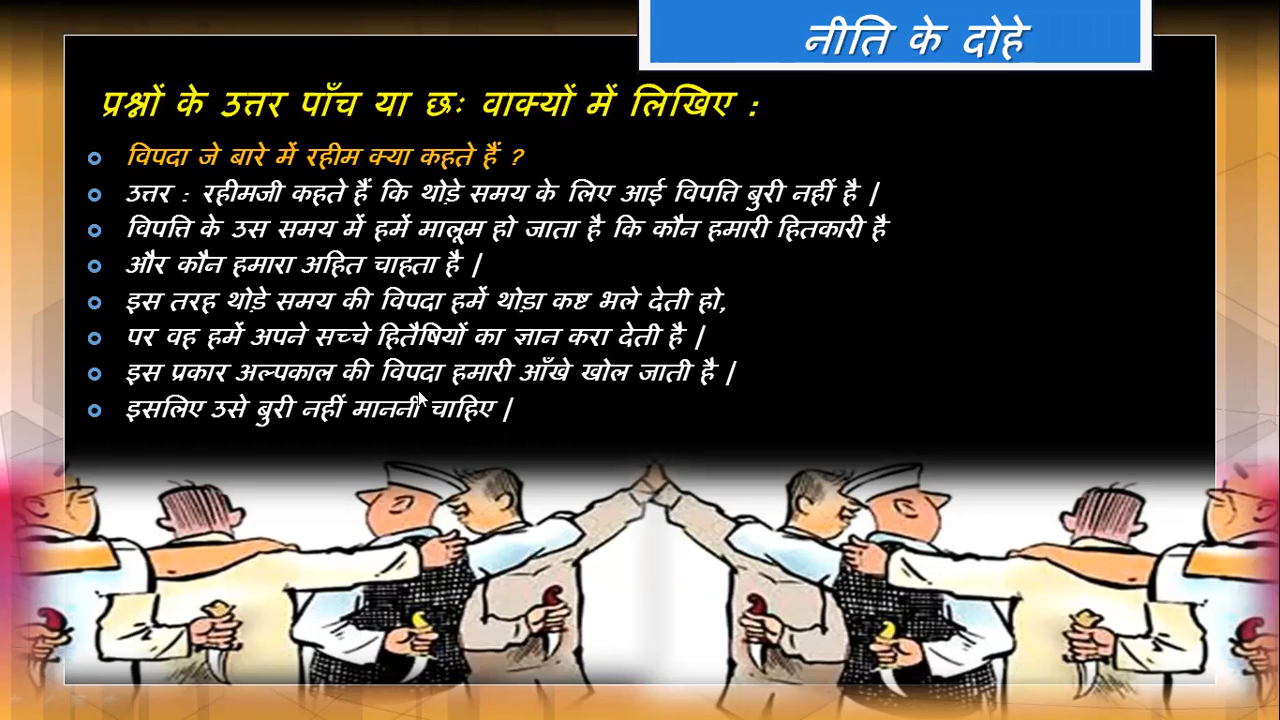 नीति के दोहे
प्रश्नों के उत्तर पाँच या छः वाक्यों में लिखिए :
विपदा जे बारे में रहीम क्या कहते हैं ?
उत्तर : रहीमजी कहते हैं कि थोड़े समय के लिए आई विपत्ति बुरी नहीं है |
विपत्ति के उस समय में हमें मालूम हो जाता है कि कौन हमारी हितकारी है
और कौन हमारा अहित चाहता है |
इस तरह थोड़े समय की विपदा हमें थोड़ा कष्ट भले देती हो,
पर वह हमें अपने सच्चे हितैषियों का ज्ञान करा देती है |
इस प्रकार अल्पकाल की विपदा हमारी आँखे खोल जाती है |
इसलिए उसे बुरी नहीं माननी चाहिए |